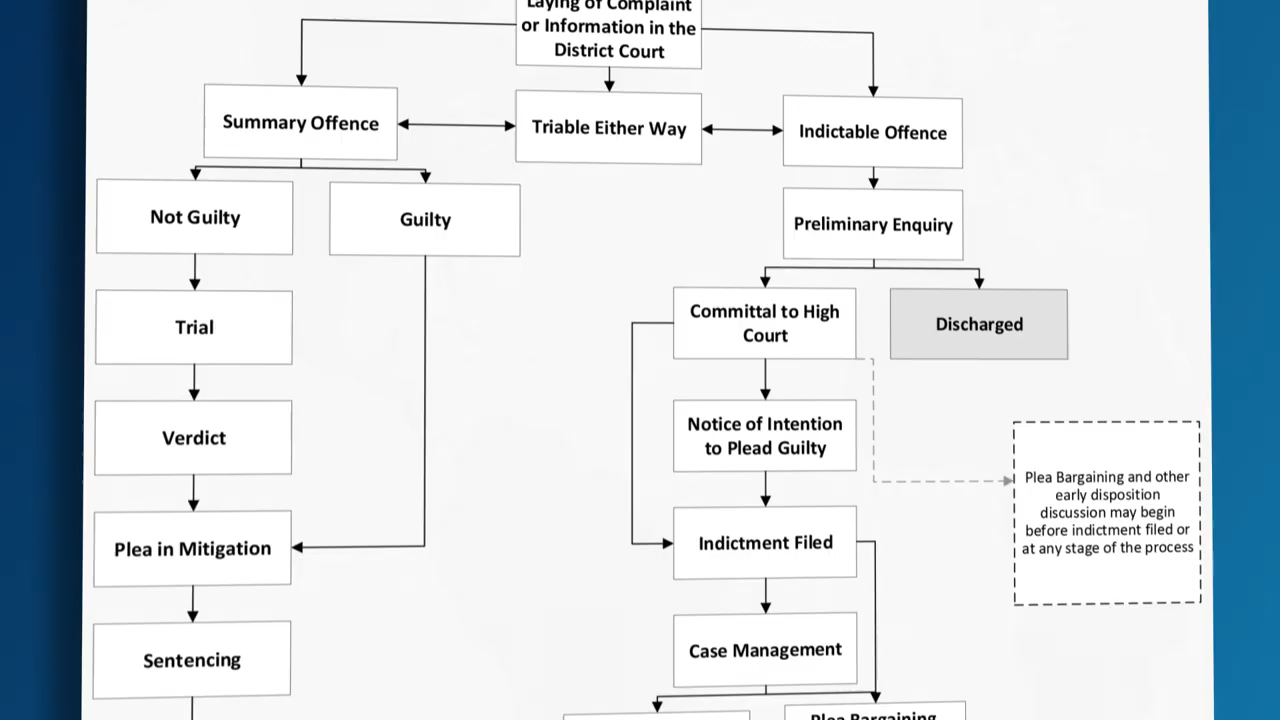 Laying of Complaint
or Information in the
District Court
Summary Offence
Triable Either Way
Indictable Offence
Not Guilty
Guilty
Preliminary Enquiry
Trial
Committal to High
Court
Discharged
Verdict
Notice of Intention
to Plead Guilty
Plea Bargaining and other
early disposition
discussion may begin
before indictment filed or
at any stage of the process
Plea in Mitigation
Indictment Filed
Sentencing
Case Management
Plea Bargaining